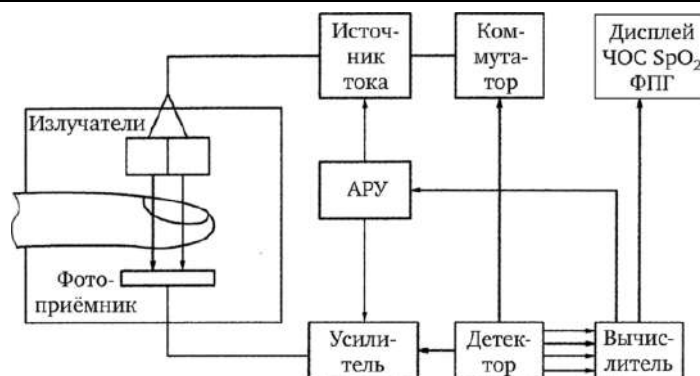 Источ-
ник
тока
Ком-
мута-
тор
Дисплей
ЧОС SpO₂
ФПГ
Излучатели
АРУ
Фото-
приёмник
Усили-
тель
Детек-
тор
Вычис-
литель